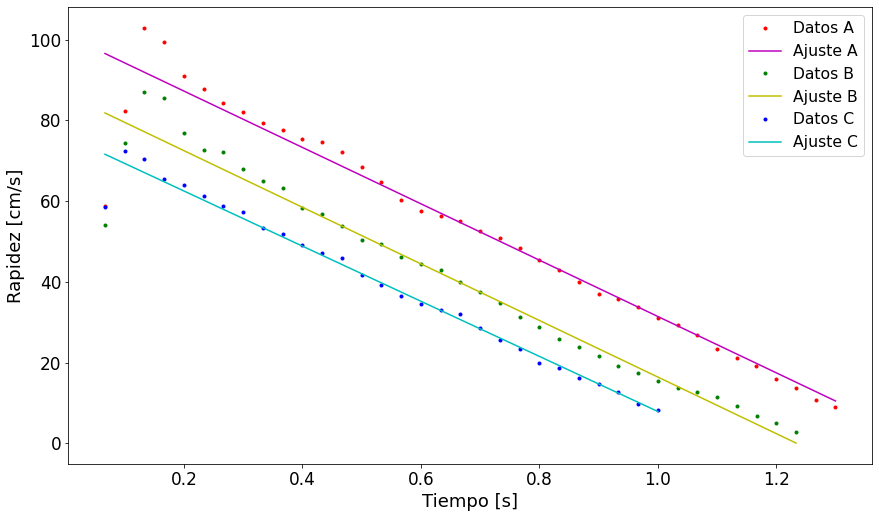 Datos A
Ajuste A
Datos B
Ajuste B
Datos C
Ajuste C
Rapidez [cm/s]
100
80
60
40
20
0
0.2 0.4 0.6 0.8 1.0 1.2
Tiempo [s]